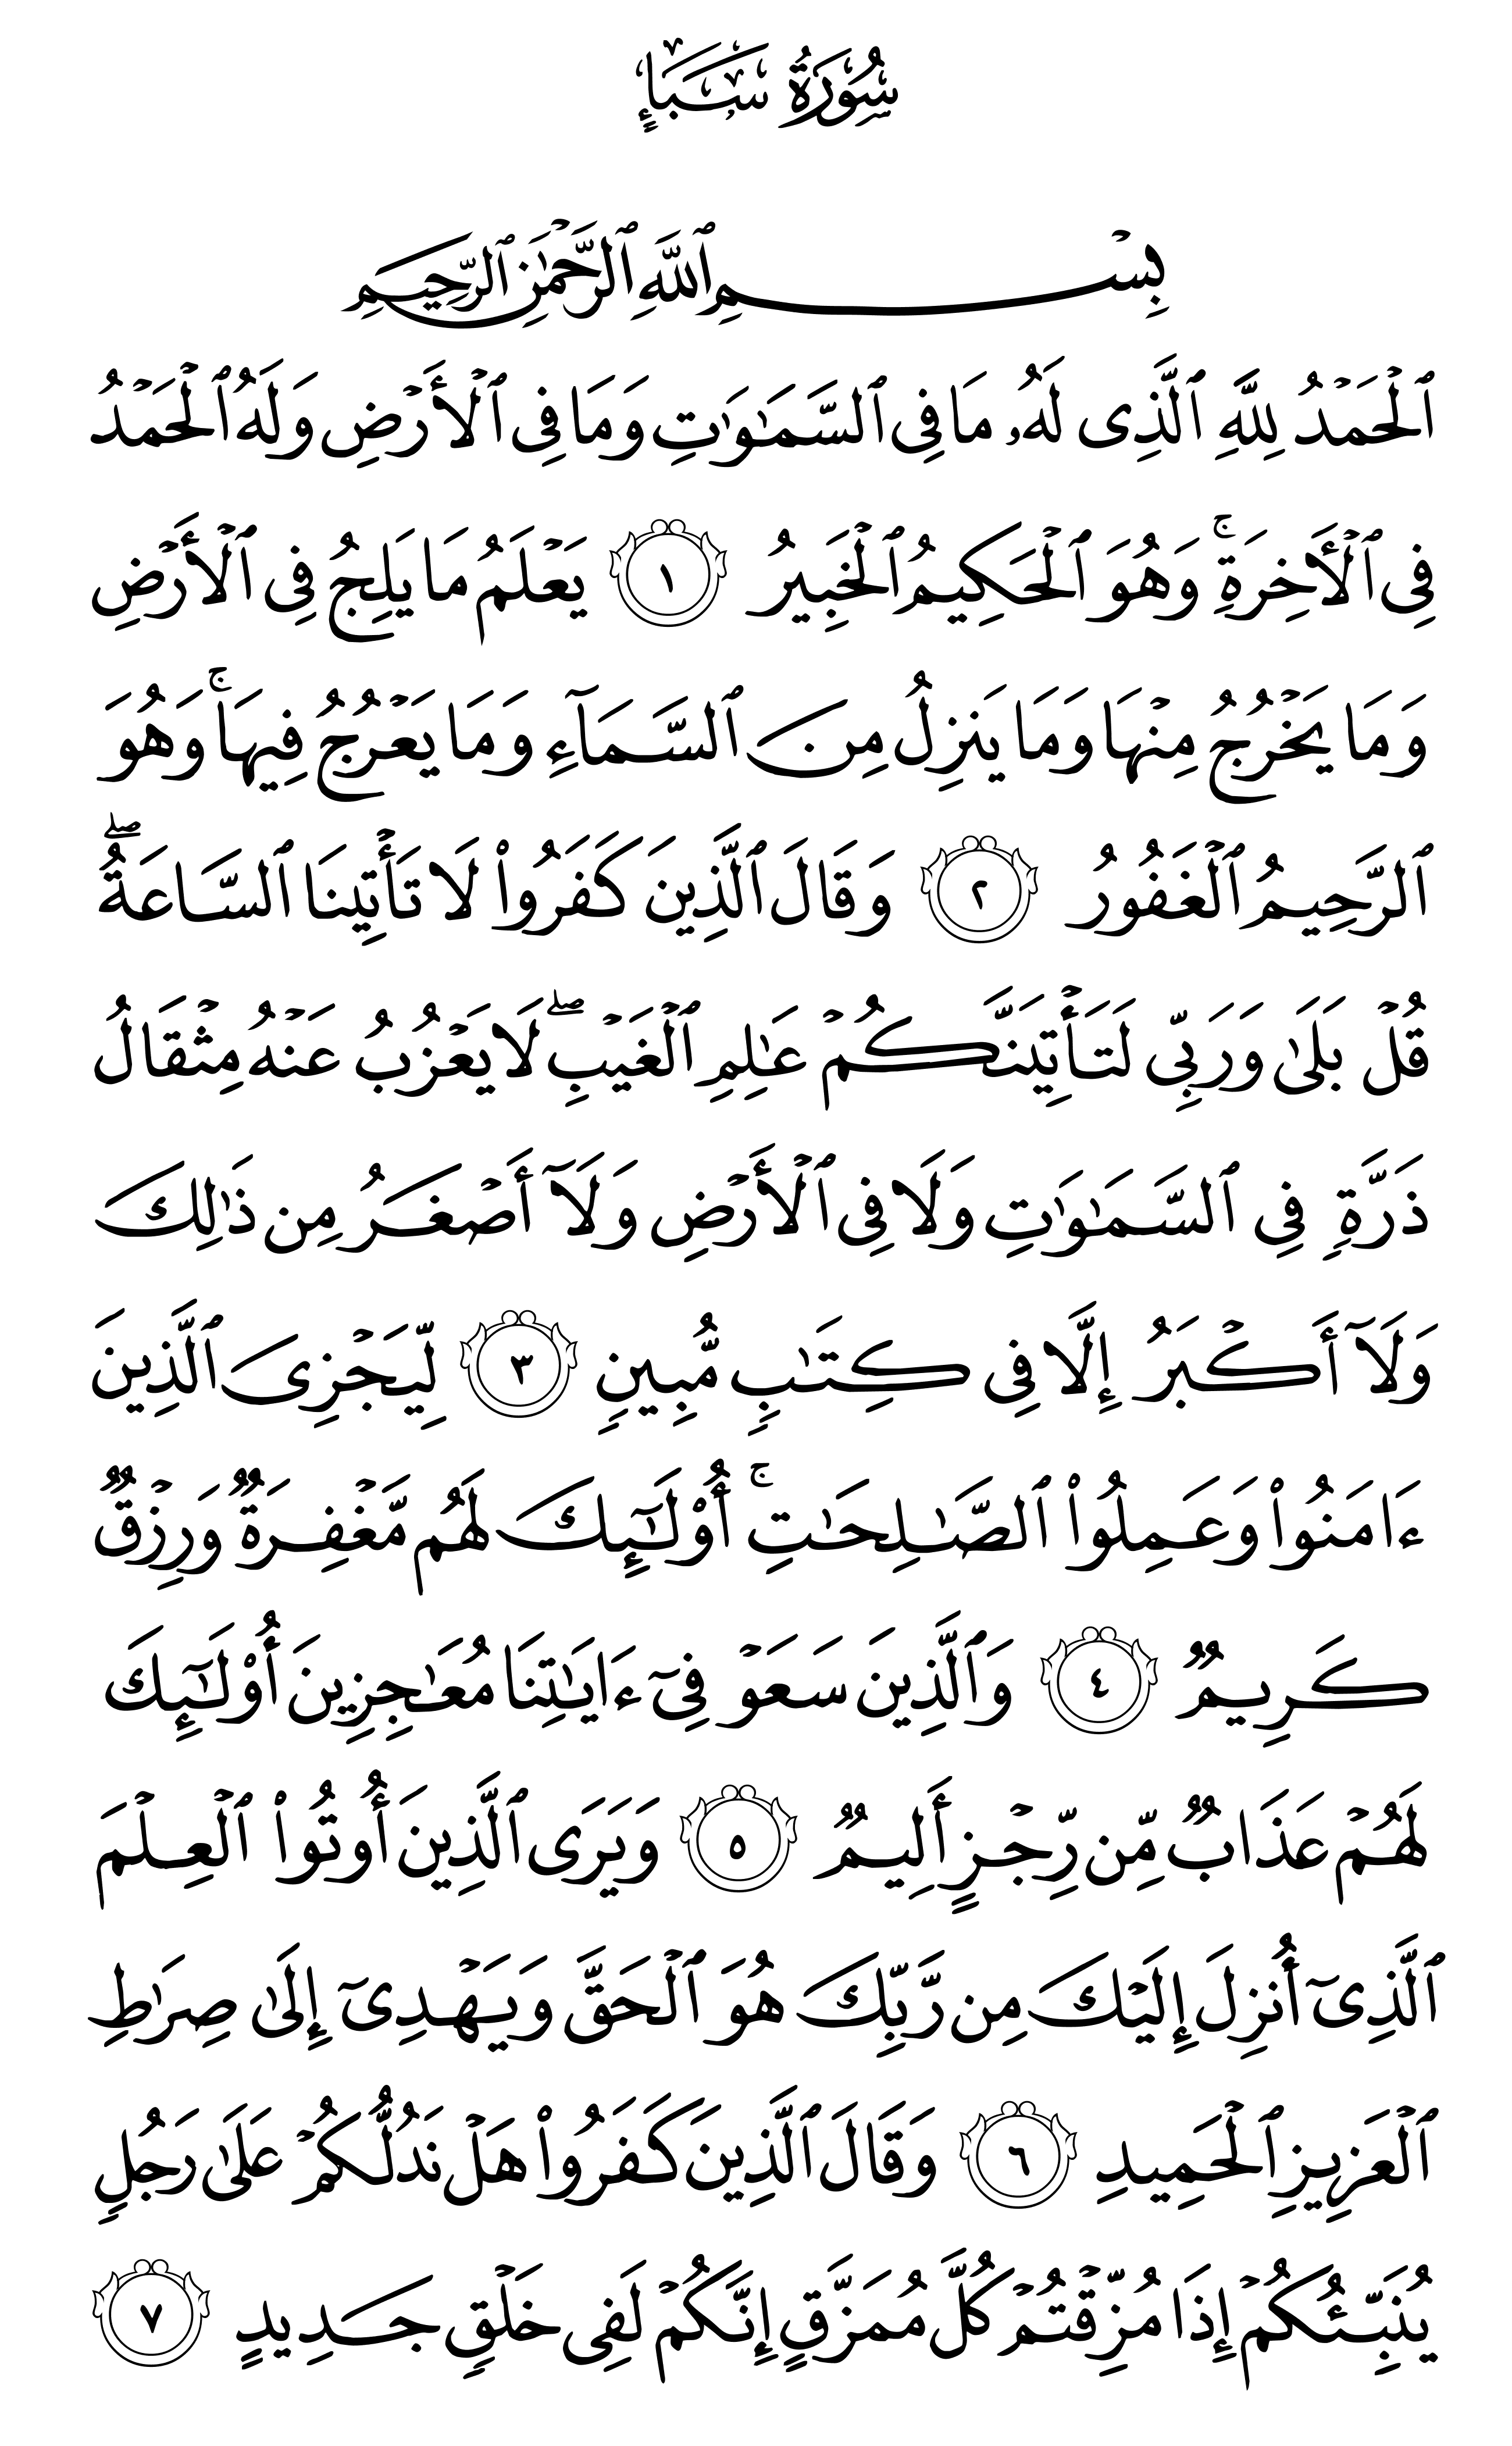 سُورَةُ سَبَإٍ
بِسْمِ ٱللَّهِ ٱلرَّحْمَٰنِ ٱلرَّحِيمِ
ٱلْحَمْدُ لِلَّهِ ٱلَّذِى لَهُۥ مَا فِى ٱلسَّمَٰوَٰتِ وَمَا فِى ٱلْأَرْضِ وَلَهُ ٱلْحَمْدُ
فِى ٱلْأَخِرَةِ ۚ وَهُوَ ٱلْحَكِيمُ ٱلْخَبِيرُ ١ يَعْلَمُ مَا يَلِجُ فِى ٱلْأَرْضِ
وَمَا يَخْرُجُ مِنْهَا وَمَا يَنزِلُ مِنَ ٱلسَّمَآءِ وَمَا يَعْرُجُ فِيهَا ۚ وَهُوَ
ٱلرَّحِيمُ ٱلْغَفُورُ ٢ وَقَالَ ٱلَّذِينَ كَفَرُوا۟ لَا تَأْتِينَا ٱلسَّاعَةُ ۖ
قُلْ بَلَىٰ وَرَبِّى لَتَأْتِيَنَّكُمْ عَٰلِمِ ٱلْغَيْبِ ۖ لَا يَعْزُبُ عَنْهُ مِثْقَالُ
ذَرَّةٍ فِى ٱلسَّمَٰوَٰتِ وَلَا فِى ٱلْأَرْضِ وَلَآ أَصْغَرُ مِن ذَٰلِكَ
وَلَآ أَكْبَرُ إِلَّا فِى كِتَٰبٍ مُّبِينٍ ٣ لِّيَجْزِىَ ٱلَّذِينَ
ءَامَنُوا۟ وَعَمِلُوا۟ ٱلصَّٰلِحَٰتِ ۚ أُو۟لَٰٓئِكَ لَهُم مَّغْفِرَةٌ وَرِزْقٌ
كَرِيمٌ ٤ وَٱلَّذِينَ سَعَوْ فِىٓ ءَايَٰتِنَا مُعَٰجِزِينَ أُو۟لَٰٓئِكَ
لَهُمْ عَذَابٌ مِّن رِّجْزٍ أَلِيمٌ ٥ وَيَرَى ٱلَّذِينَ أُوتُوا۟ ٱلْعِلْمَ
ٱلَّذِىٓ أُنزِلَ إِلَيْكَ مِن رَّبِّكَ هُوَ ٱلْحَقَّ وَيَهْدِىٓ إِلَىٰ صِرَٰطِ
ٱلْعَزِيزِ ٱلْحَمِيدِ ٦ وَقَالَ ٱلَّذِينَ كَفَرُوا۟ هَلْ نَدُلُّكُمْ عَلَىٰ رَجُلٍ
يُنَبِّئُكُمْ إِذَا مُزِّقْتُمْ كُلَّ مُمَزَّقٍ إِنَّكُمْ لَفِى خَلْقٍ جَدِيدٍ ٧